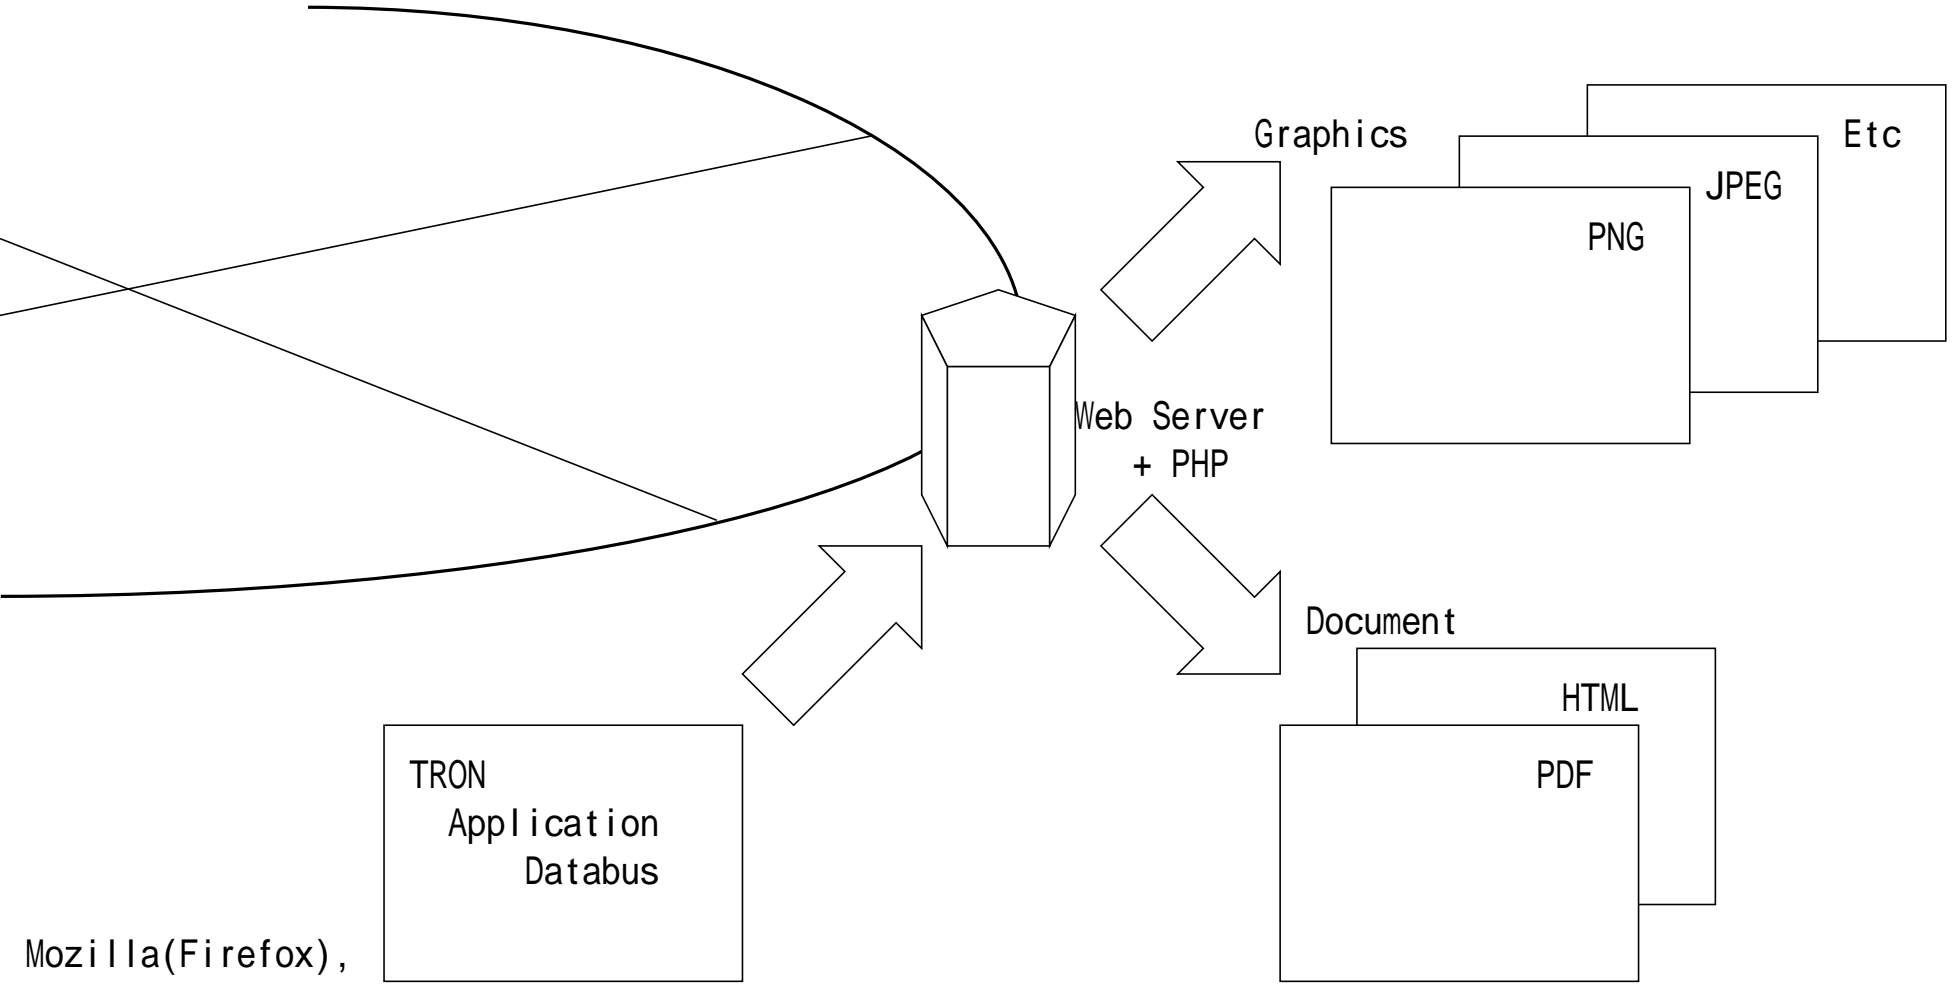 Graphics
Etc
JPEG
PNG
Web Server
+ PHP
Document
HTML
PDF
TRON
Application
Databus
Mozilla(Firefox),